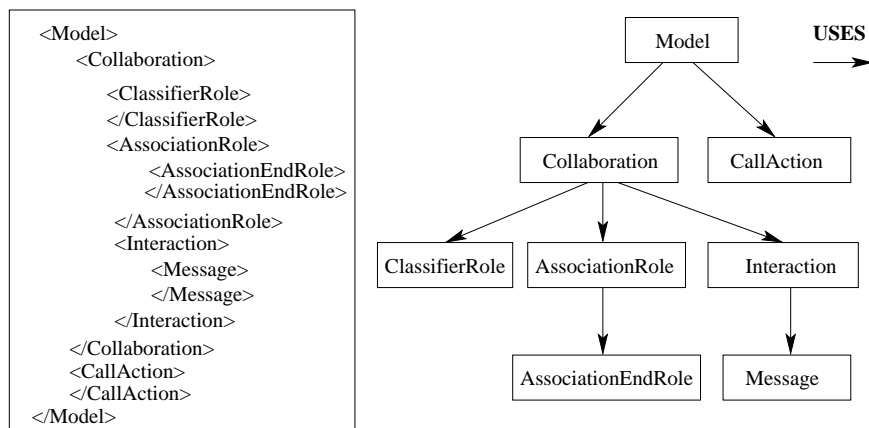 <Model>
<Collaboration>
<ClassifierRole>
</ClassifierRole>
<AssociationRole>
<AssociationEndRole>
</AssociationEndRole>
</AssociationRole>
<Interaction>
<Message>
</Message>
</Interaction>
</Collaboration>
<CallAction>
</CallAction>
</Model>
Model
USES
Collaboration
CallAction
ClassifierRole
AssociationRole
Interaction
AssociationEndRole
Message